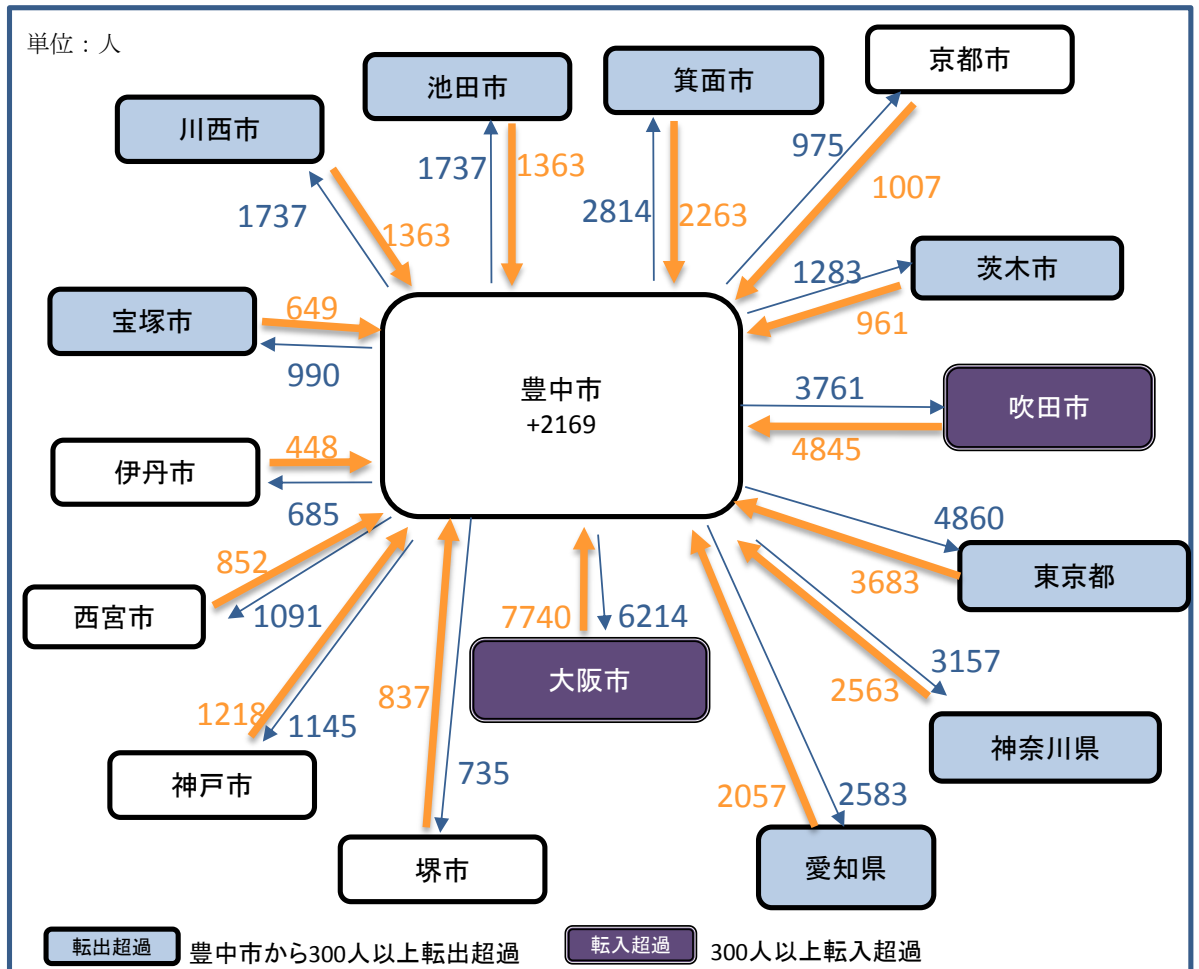 単位：人
京都市
池田市
箕面市
川西市
975
1737
1363
1007
2814
2263
1737
1363
茨木市
1283
宝塚市
649
961
990
豊中市
+2169
3761
吹田市
4845
伊丹市
448
685
4860
東京都
852
3683
西宮市
1091
7740
6214
大阪市
3157
2563
837
1218
1145
神奈川県
735
神戸市
2057
2583
堺市
愛知県
転出超過 豊中市から300人以上転出超過
転入超過 300人以上転入超過